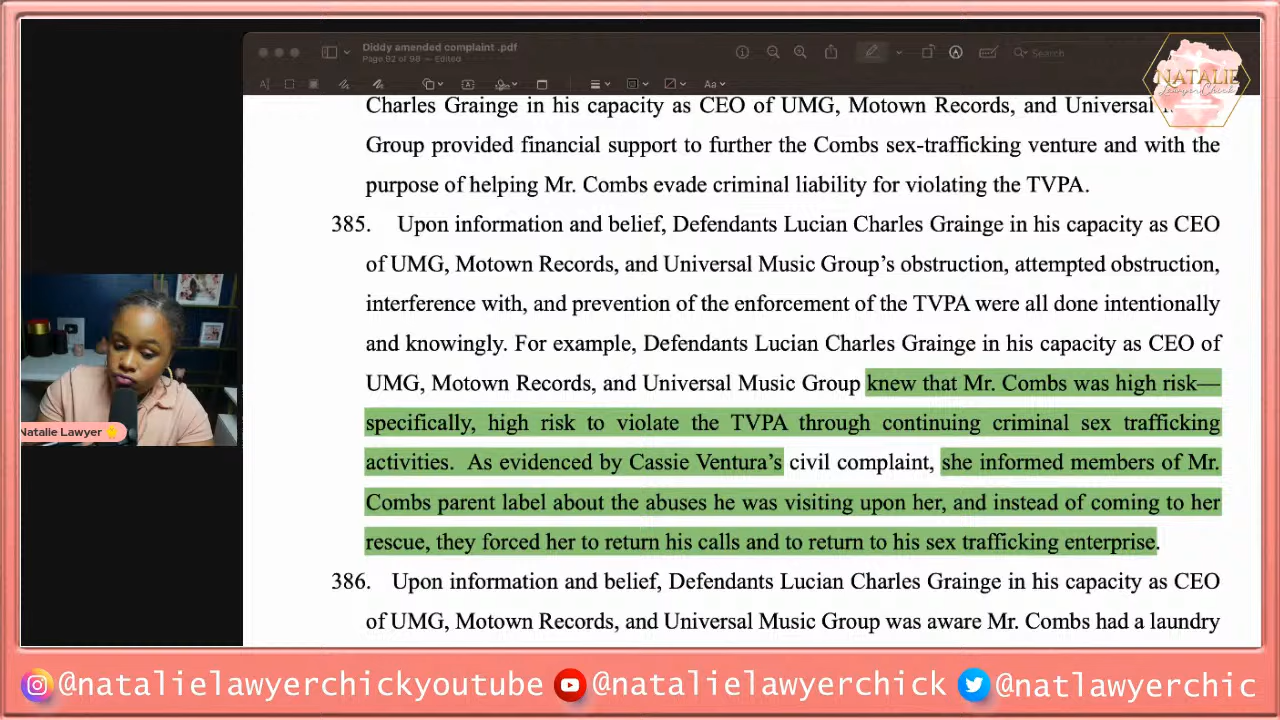 Diddy amended complaint .pdf
Page 82 of 98 — Edited
Search
NATALIE
LawyerChick
Charles Grainge in his capacity as CEO of UMG, Motown Records, and Universal
Group provided financial support to further the Combs sex-trafficking venture and with the
purpose of helping Mr. Combs evade criminal liability for violating the TVPA.
385. Upon information and belief, Defendants Lucian Charles Grainge in his capacity as CEO
of UMG, Motown Records, and Universal Music Group's obstruction, attempted obstruction,
interference with, and prevention of the enforcement of the TVPA were all done intentionally
and knowingly. For example, Defendants Lucian Charles Grainge in his capacity as CEO of
UMG, Motown Records, and Universal Music Group knew that Mr. Combs was high risk—
specifically, high risk to violate the TVPA through continuing criminal sex trafficking
activities. As evidenced by Cassie Ventura's civil complaint, she informed members of Mr.
Combs parent label about the abuses he was visiting upon her, and instead of coming to her
rescue, they forced her to return his calls and to return to his sex trafficking enterprise.
386. Upon information and belief, Defendants Lucian Charles Grainge in his capacity as CEO
of UMG, Motown Records, and Universal Music Group was aware Mr. Combs had a laundry
Natalie Lawyer
@natalielawyerchickyoutube @natalielawyerchick @natlawyerchic